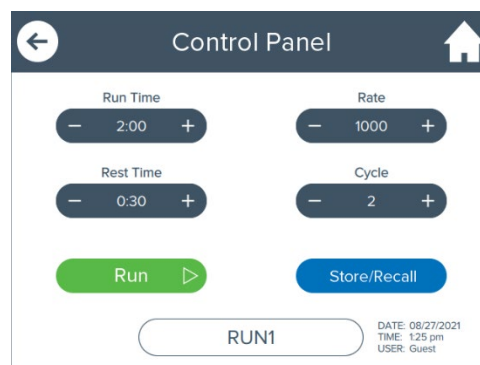 Control Panel
Run Time
Rate
− 2:00 +
− 1000 +
Rest Time
Cycle
− 0:30 +
− 2 +
Run
Store/Recall
RUN1
DATE: 08/27/2021
TIME: 1:25 pm
USER: Guest